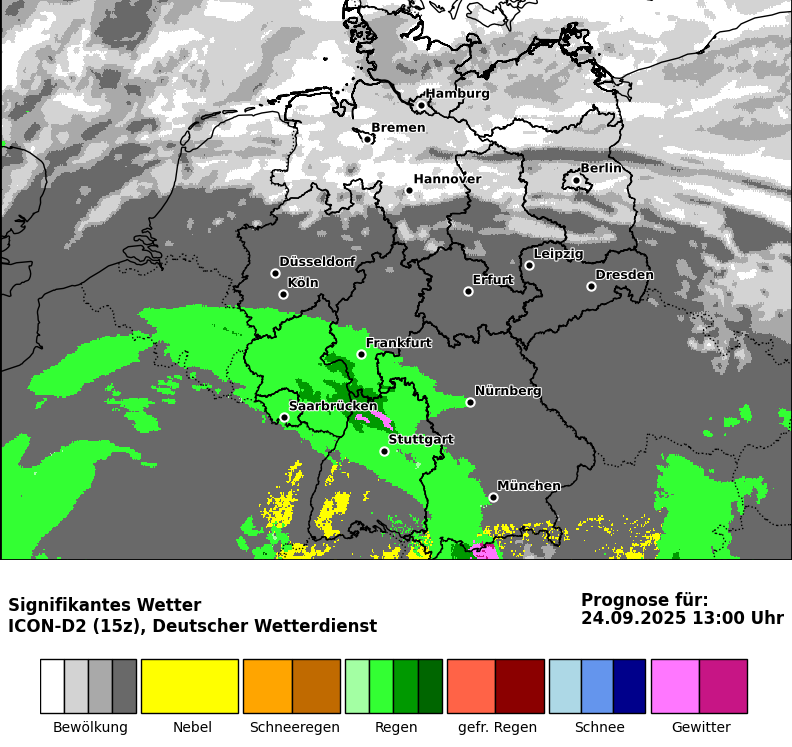 Hamburg
Bremen
Berlin
Hannover
Leipzig
Düsseldorf
Dresden
Köln
Erfurt
Frankfurt
Nürnberg
Saarbrücken
Stuttgart
München
Signifikantes Wetter
ICON-D2 (15z), Deutscher Wetterdienst
Prognose für:
24.09.2025 13:00 Uhr
Bewölkung
Nebel
Schneeregen
Regen
gefr. Regen
Schnee
Gewitter